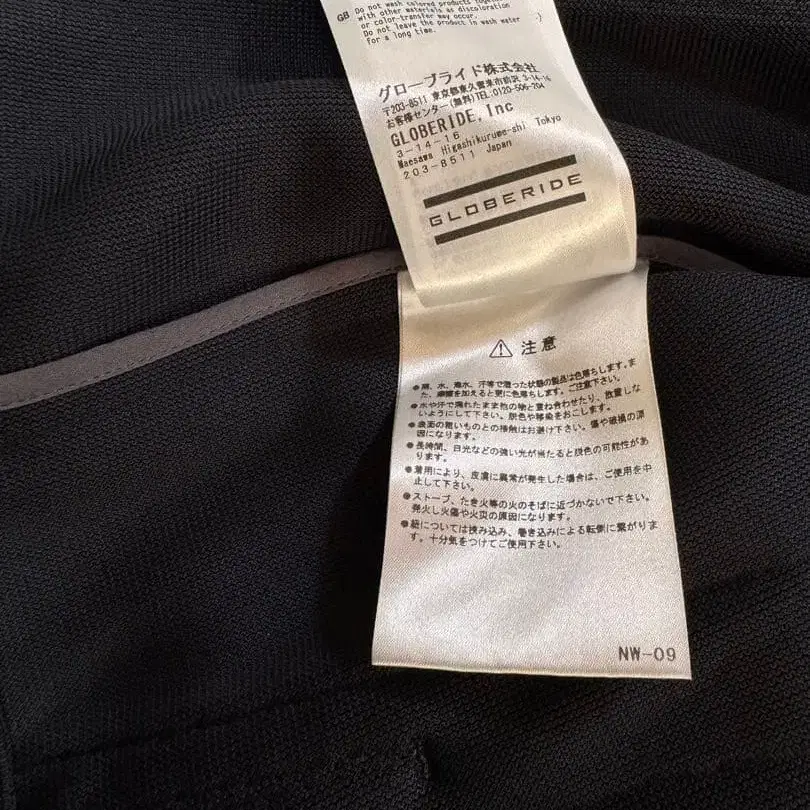 GB Do not wash colored products together
with other materials as discoloration
or color-transfer may occur.
Do not leave the product in wash water
for a long time.
グローブライド株式会社
〒203-8511 東京都東久留米市前沢 3-14-16
お客様センター(無料)TEL:0120-506-204
GLOBERIDE, Inc
3-14-16
Maesawa Higashikurume-shi Tokyo
203-8511 Japan
GLOBERIDE
⚠ 注意
●雨、水、海水、汗等で湿った状態の製品は色落ちします。ま
た、摩擦を加えると更に色落ちします。ご注意下さい。
●水や汗で濡れたまま他の物と重ね合わせたり、放置しな
いようにして下さい。脱色や移染をおこします。
●表面の粗いものとの接触はお避け下さい。傷や破損の原
因になります。
●長時間、日光などの強い光が当たると脱色の可能性があ
ります。
●着用により、皮膚に異常が発生した場合は、ご使用を中
止して下さい。
●ストーブ、たき火等の火のそばに近づかないで下さい。
発火し火傷や火災の原因になります。
●紐については挟み込み、巻き込みによる転倒に繋がりま
す。十分気をつけてご使用下さい。
NW-09